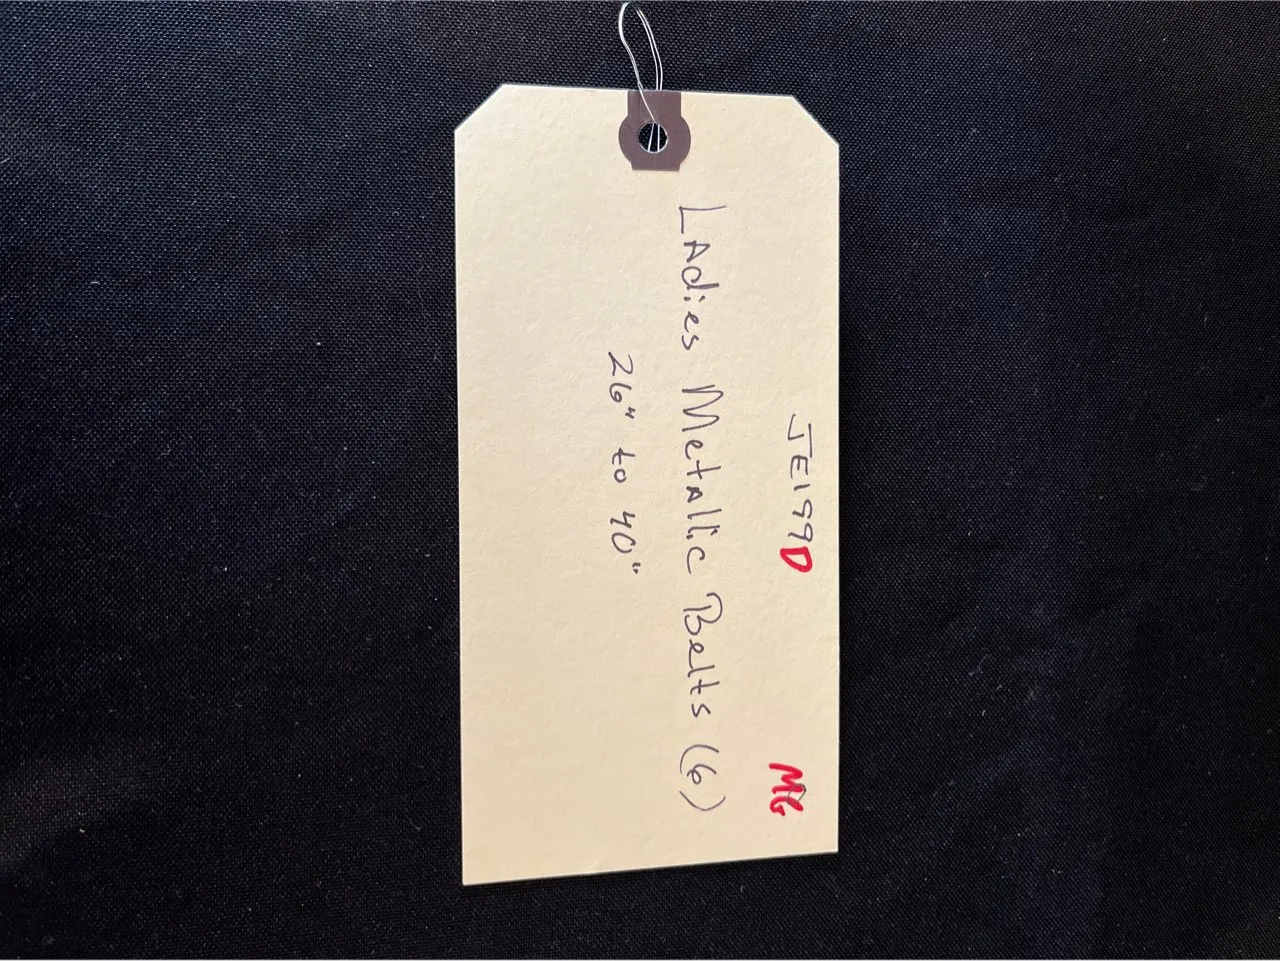 JE199D
MG
LAdies Metallic Belts (6)
26" to 40"